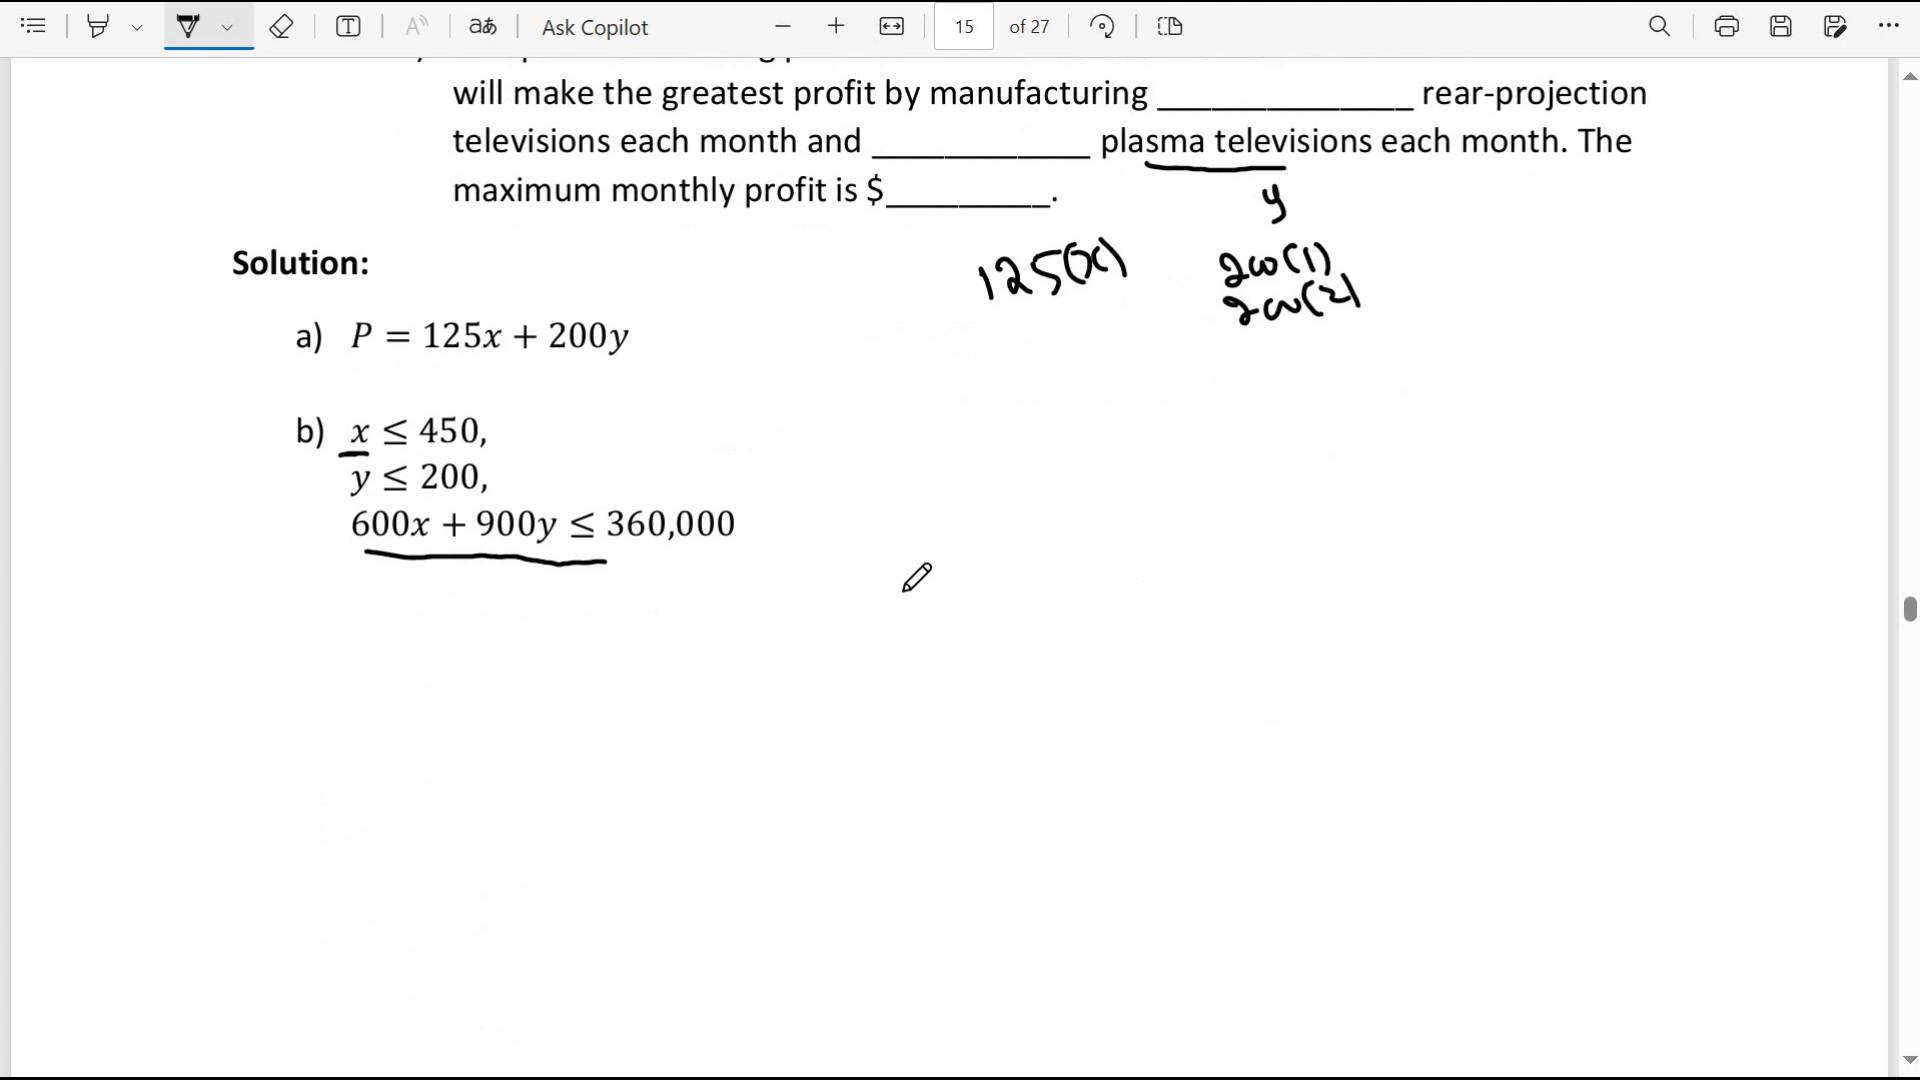 Ask Copilot 15 of 27
will make the greatest profit by manufacturing ______________ rear-projection
televisions each month and ____________ plasma televisions each month. The
maximum monthly profit is $_________.
y
Solution:
125(x)
200(1)
200(2)
a) P = 125x + 200y
b) x ≤ 450,
y ≤ 200,
600x + 900y ≤ 360,000